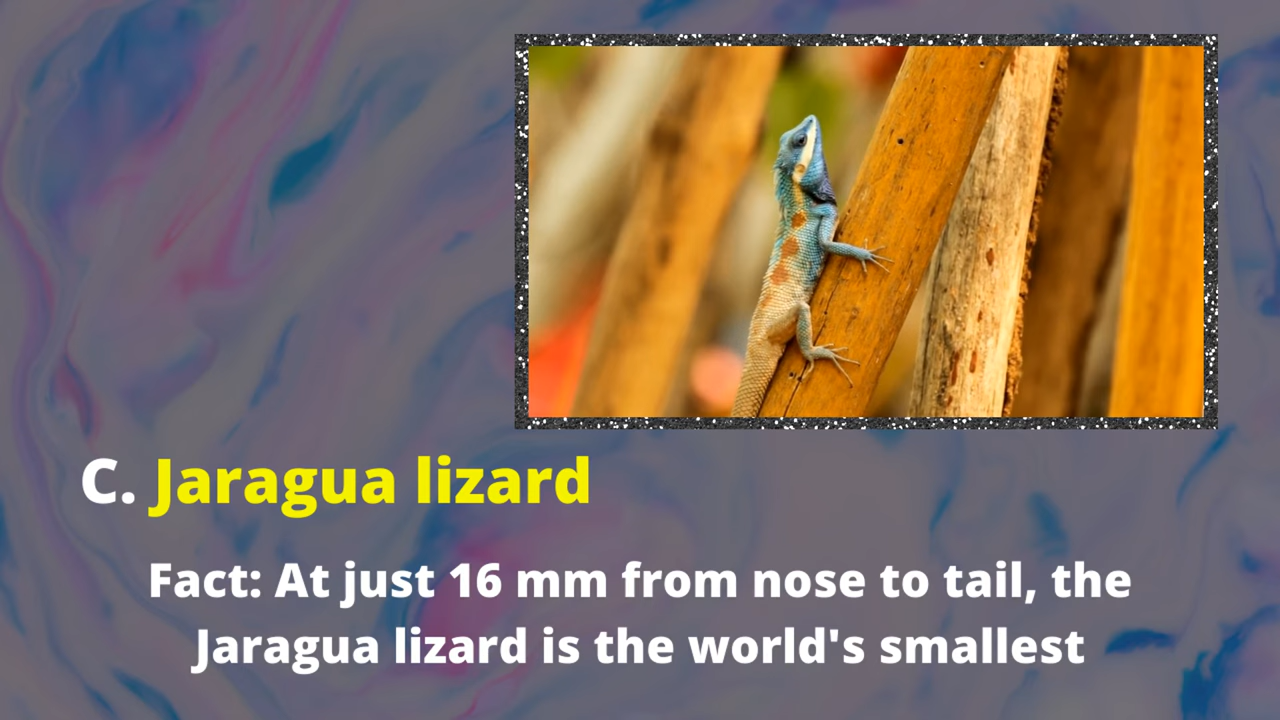 C. Jaragua lizard
Fact: At just 16 mm from nose to tail, the
Jaragua lizard is the world's smallest